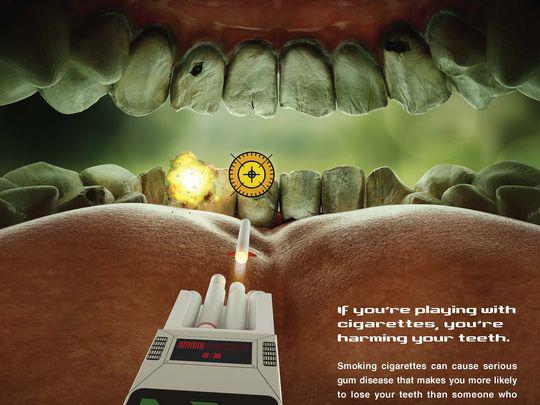 If you're playing with
cigarettes, you're
harming your teeth.
Smoking cigarettes can cause serious
gum disease that makes you more likely
to lose your teeth than someone who